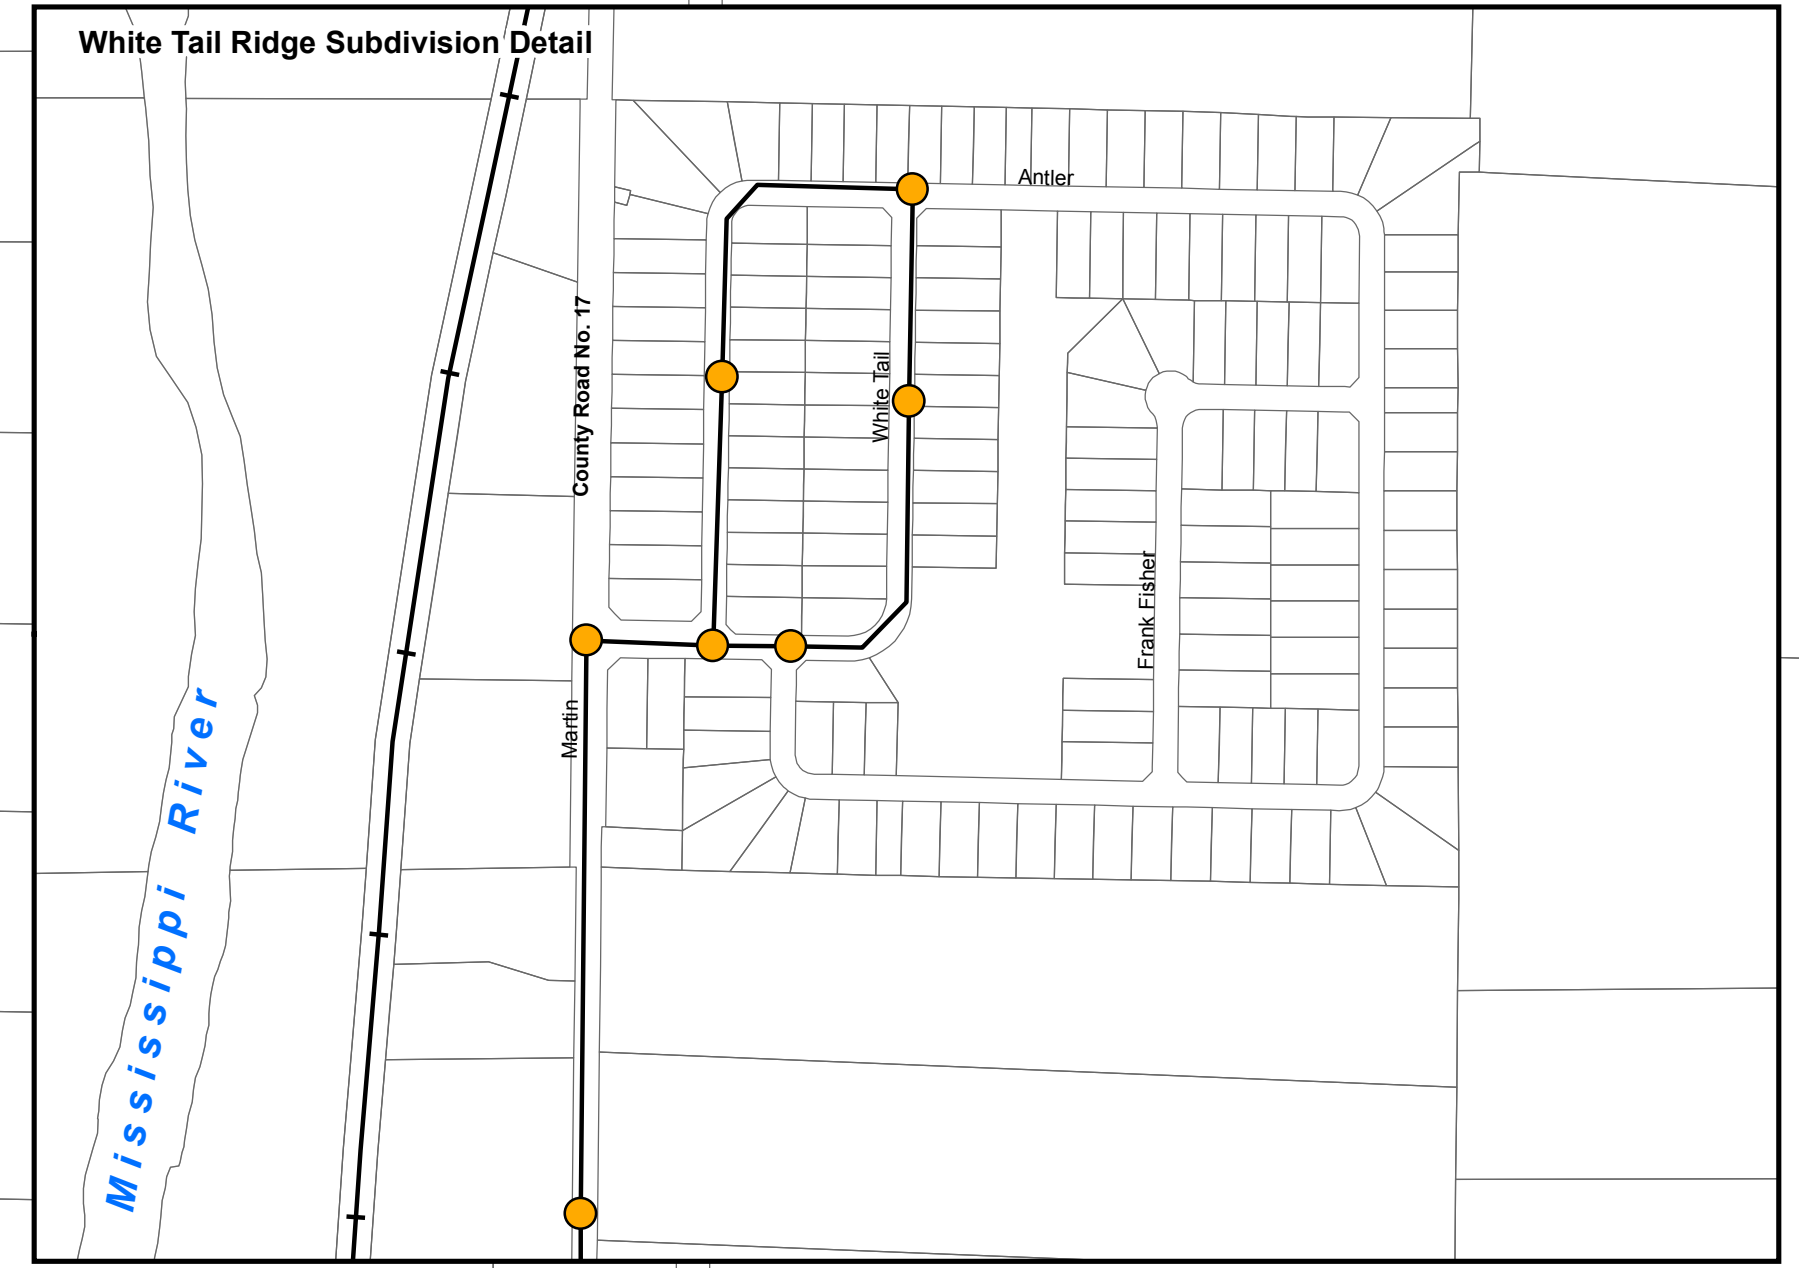 White Tail Ridge Subdivision Detail
Antler
County Road No. 17
White Tail
Frank Fisher
Martin
Mississippi River